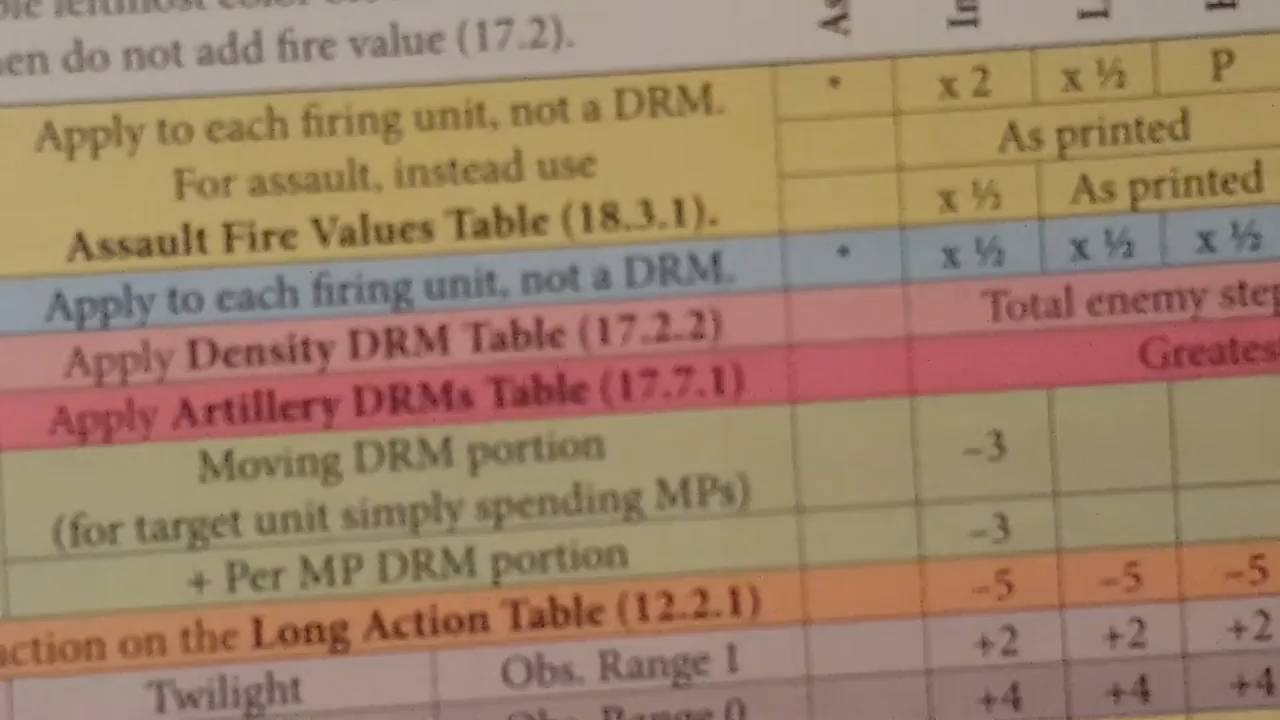 en do not add fire value (17.2).
Apply to each firing unit, not a DRM.
For assault, instead use
Assault Fire Values Table (18.3.1).
* x 2 x ½ P
As printed
x ½ As printed
Apply to each firing unit, not a DRM. * x ½ x ½ x ½
Apply Density DRM Table (17.2.2) Total enemy step
Apply Artillery DRMs Table (17.7.1) Greates
Moving DRM portion
(for target unit simply spending MPs) –3
+ Per MP DRM portion –3
ction on the Long Action Table (12.2.1) –5 –5 –5
Twilight Obs. Range 1 +2 +2 +2
Obs. Range 0 +4 +4 +4